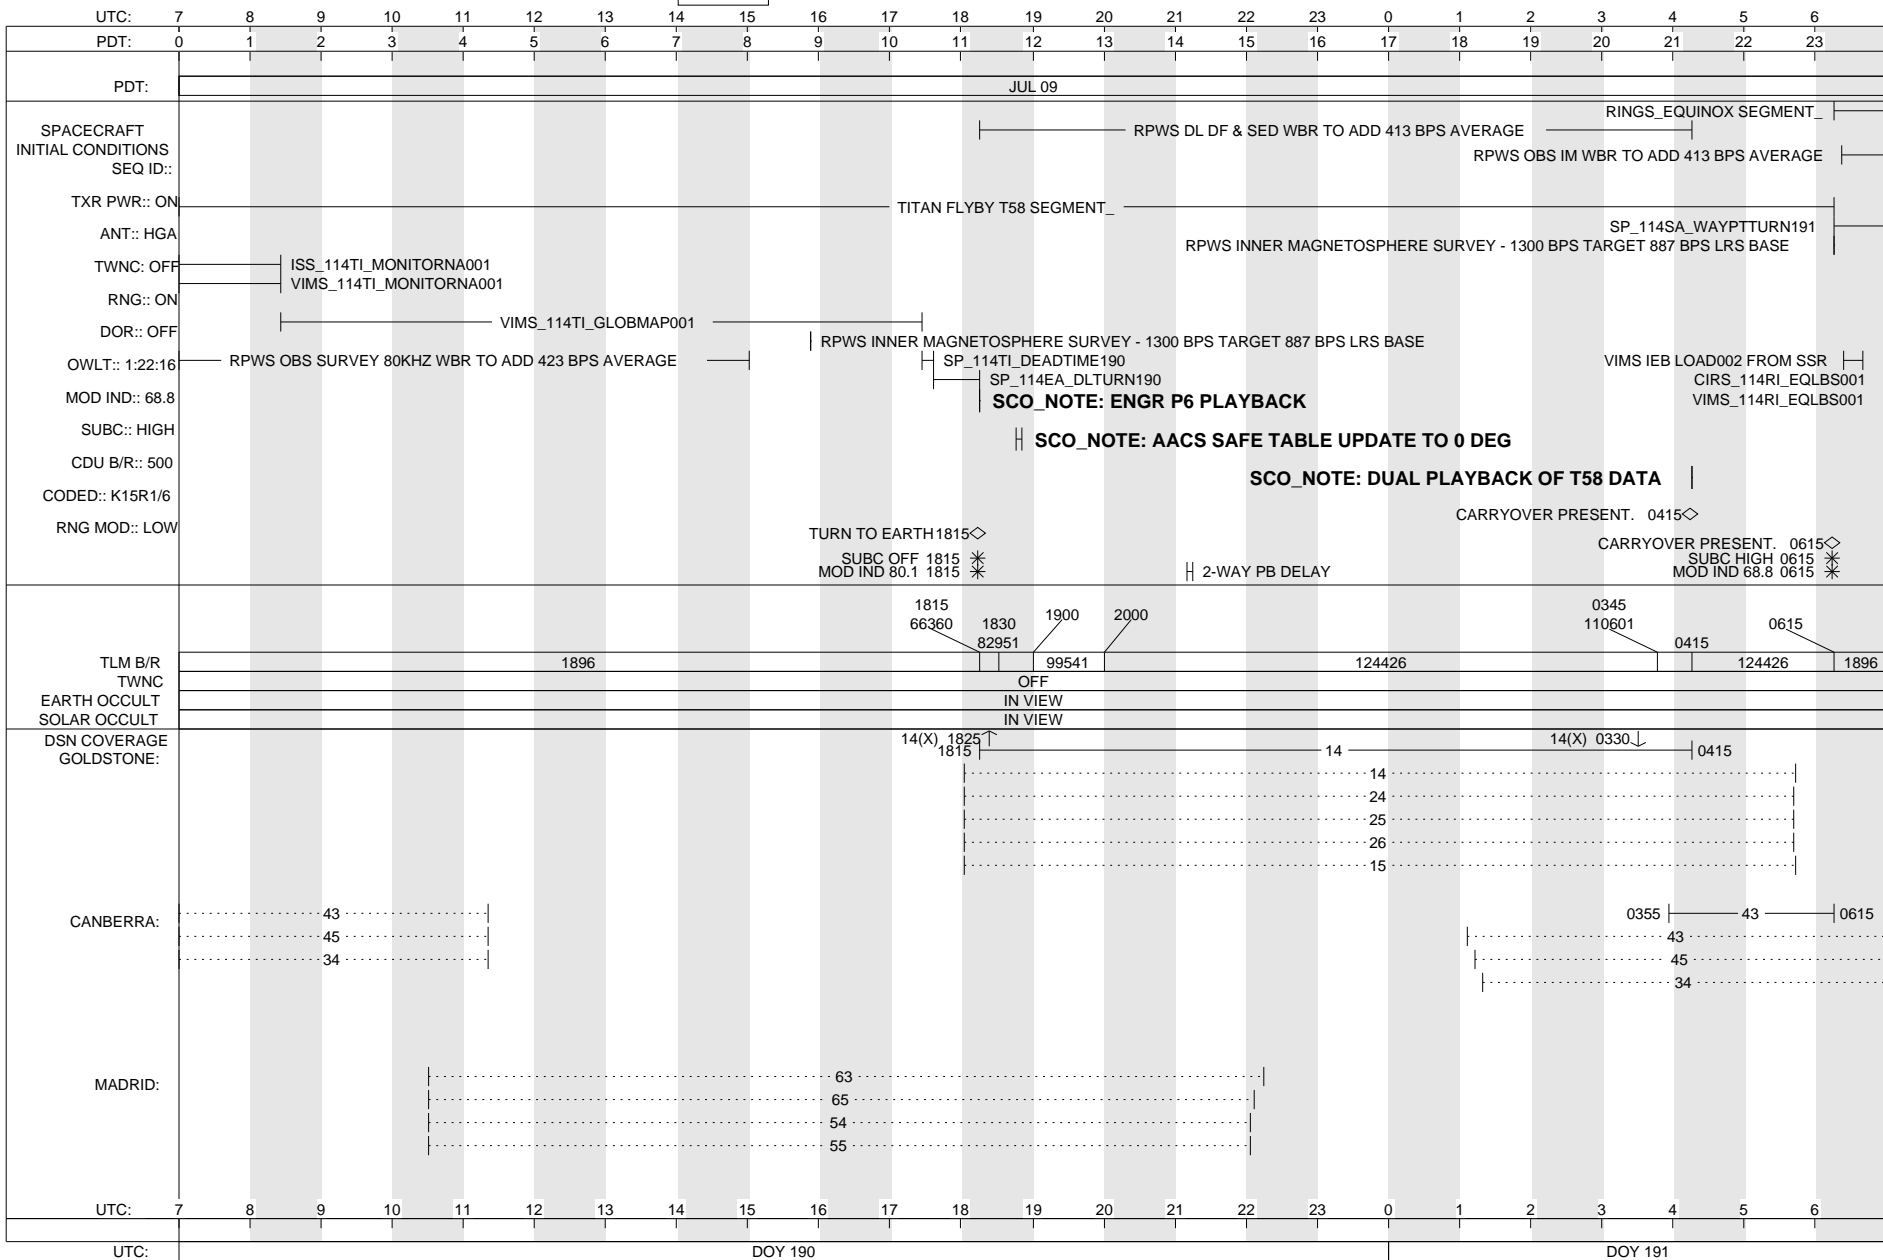 UTC: 7 8 9 10 11 12 13 14 15 16 17 18 19 20 21 22 23 0 1 2 3 4 5 6
PDT: 0 1 2 3 4 5 6 7 8 9 10 11 12 13 14 15 16 17 18 19 20 21 22 23
PDT: JUL 09
RINGS_EQUINOX SEGMENT_
SPACECRAFT
RPWS DL DF & SED WBR TO ADD 413 BPS AVERAGE
INITIAL CONDITIONS
RPWS OBS IM WBR TO ADD 413 BPS AVERAGE
SEQ ID::
TXR PWR:: ON
TITAN FLYBY T58 SEGMENT_
SP_114SA_WAYPTTURN191
ANT:: HGA
RPWS INNER MAGNETOSPHERE SURVEY - 1300 BPS TARGET 887 BPS LRS BASE
TWNC: OFF
ISS_114TI_MONITORNA001
VIMS_114TI_MONITORNA001
RNG:: ON
VIMS_114TI_GLOBMAP001
DOR:: OFF
RPWS INNER MAGNETOSPHERE SURVEY - 1300 BPS TARGET 887 BPS LRS BASE
OWLT:: 1:22:16
RPWS OBS SURVEY 80KHZ WBR TO ADD 423 BPS AVERAGE
SP_114TI_DEADTIME190
VIMS IEB LOAD002 FROM SSR
SP_114EA_DLTURN190
CIRS_114RI_EQLBS001
MOD IND:: 68.8
SCO_NOTE: ENGR P6 PLAYBACK
VIMS_114RI_EQLBS001
SUBC:: HIGH
SCO_NOTE: AACS SAFE TABLE UPDATE TO 0 DEG
CDU B/R:: 500
SCO_NOTE: DUAL PLAYBACK OF T58 DATA
CODED:: K15R1/6
CARRYOVER PRESENT. 0415
RNG MOD:: LOW
TURN TO EARTH 1815
CARRYOVER PRESENT. 0615
SUBC OFF 1815
SUBC HIGH 0615
MOD IND 80.1 1815
2-WAY PB DELAY
MOD IND 68.8 0615
1815 0345
66360 1830 1900 2000 110601 0615
82951 0415
TLM B/R 1896 99541 124426 124426 1896
TWNC OFF
EARTH OCCULT IN VIEW
SOLAR OCCULT IN VIEW
DSN COVERAGE
14(X) 1825 14(X) 0330
GOLDSTONE: 1815 14 0415
14
24
25
26
15
CANBERRA: 43 0355 43 0615
45 43
34 45
34
MADRID: 63
65
54
55
UTC: 7 8 9 10 11 12 13 14 15 16 17 18 19 20 21 22 23 0 1 2 3 4 5 6
UTC: DOY 190 DOY 191